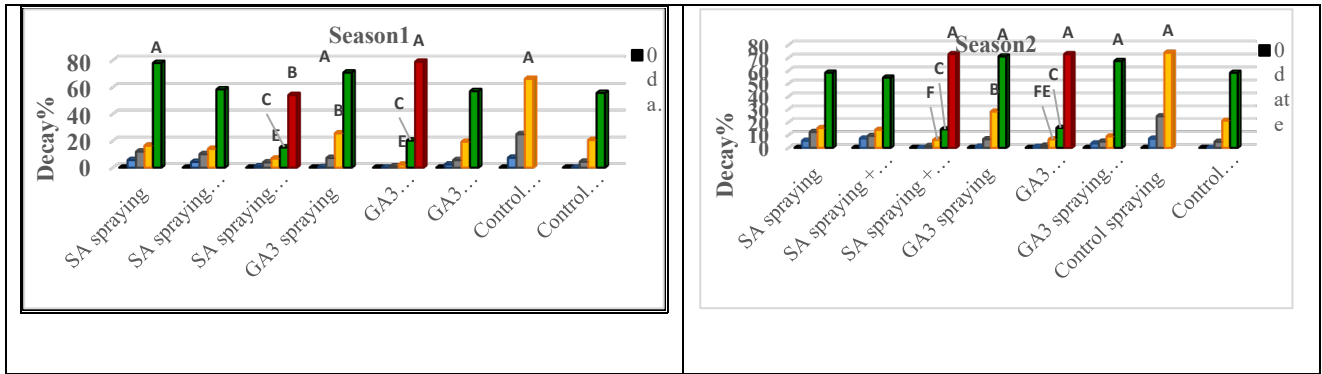 Season1
Decay%
80
60
40
20
0
A
B
C
E
A
B
A
C
E
A
0
d
a.
SA spraying
SA spraying...
SA spraying...
GA3 spraying
GA3...
GA3...
Control...
Control...
Season2
Decay%
80
70
60
50
40
30
20
10
0
A
C
F
A
B
A
C
FE
A
A
0
d
at
e
SA spraying
SA spraying +...
SA spraying +...
GA3 spraying
GA3...
GA3 spraying...
Control spraying
Control...